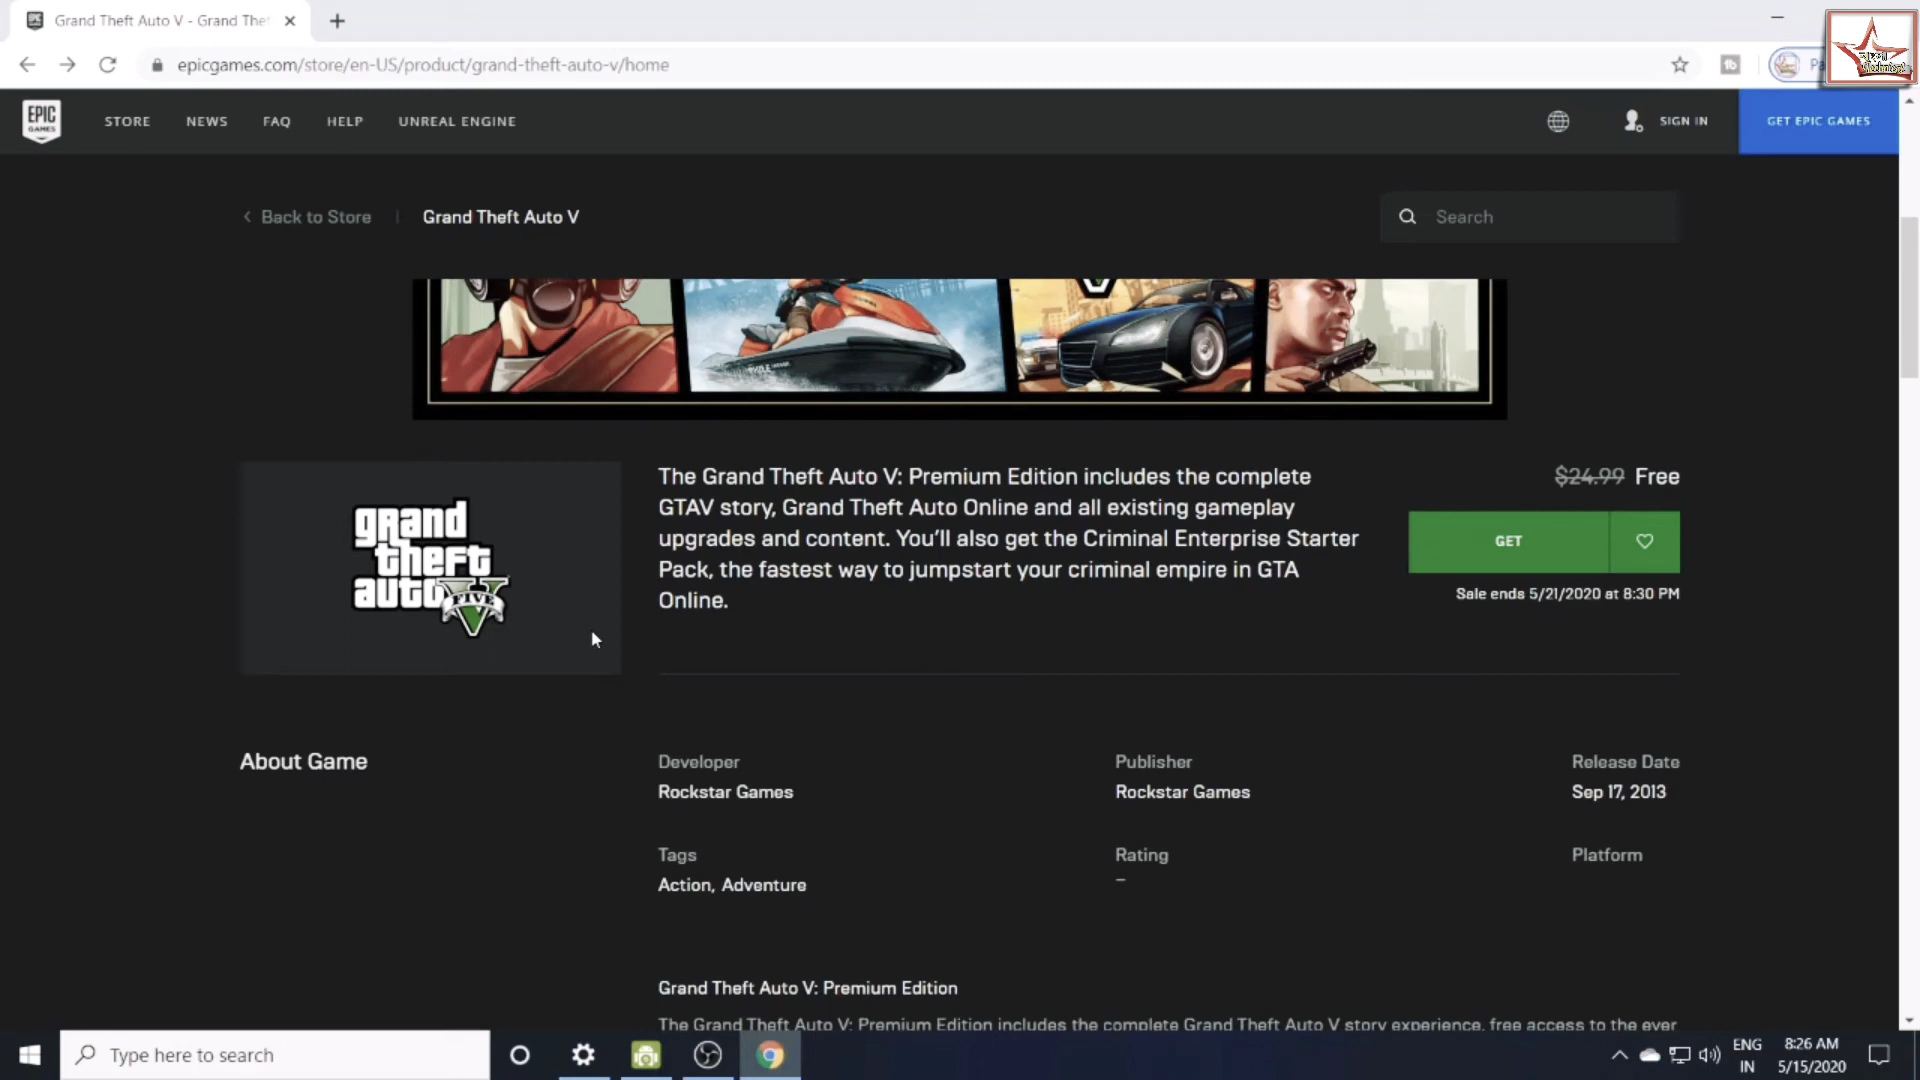 Grand Theft Auto V - Grand The
epicgames.com/store/en-US/product/grand-theft-auto-v/home
EPIC
GAMES
STORE
NEWS
FAQ
HELP
UNREAL ENGINE
SIGN IN
GET EPIC GAMES
Back to Store
Grand Theft Auto V
Search
grand
theft
auto
FIVE
The Grand Theft Auto V: Premium Edition includes the complete
GTAV story, Grand Theft Auto Online and all existing gameplay
upgrades and content. You'll also get the Criminal Enterprise Starter
Pack, the fastest way to jumpstart your criminal empire in GTA
Online.
$24.99 Free
GET
Sale ends 5/21/2020 at 8:30 PM
About Game
Developer
Rockstar Games
Publisher
Rockstar Games
Release Date
Sep 17, 2013
Tags
Action, Adventure
Rating
–
Platform
Grand Theft Auto V: Premium Edition
The Grand Theft Auto V: Premium Edition includes the complete Grand Theft Auto V story experience, free access to the ever
Type here to search
ENG
IN
8:26 AM
5/15/2020